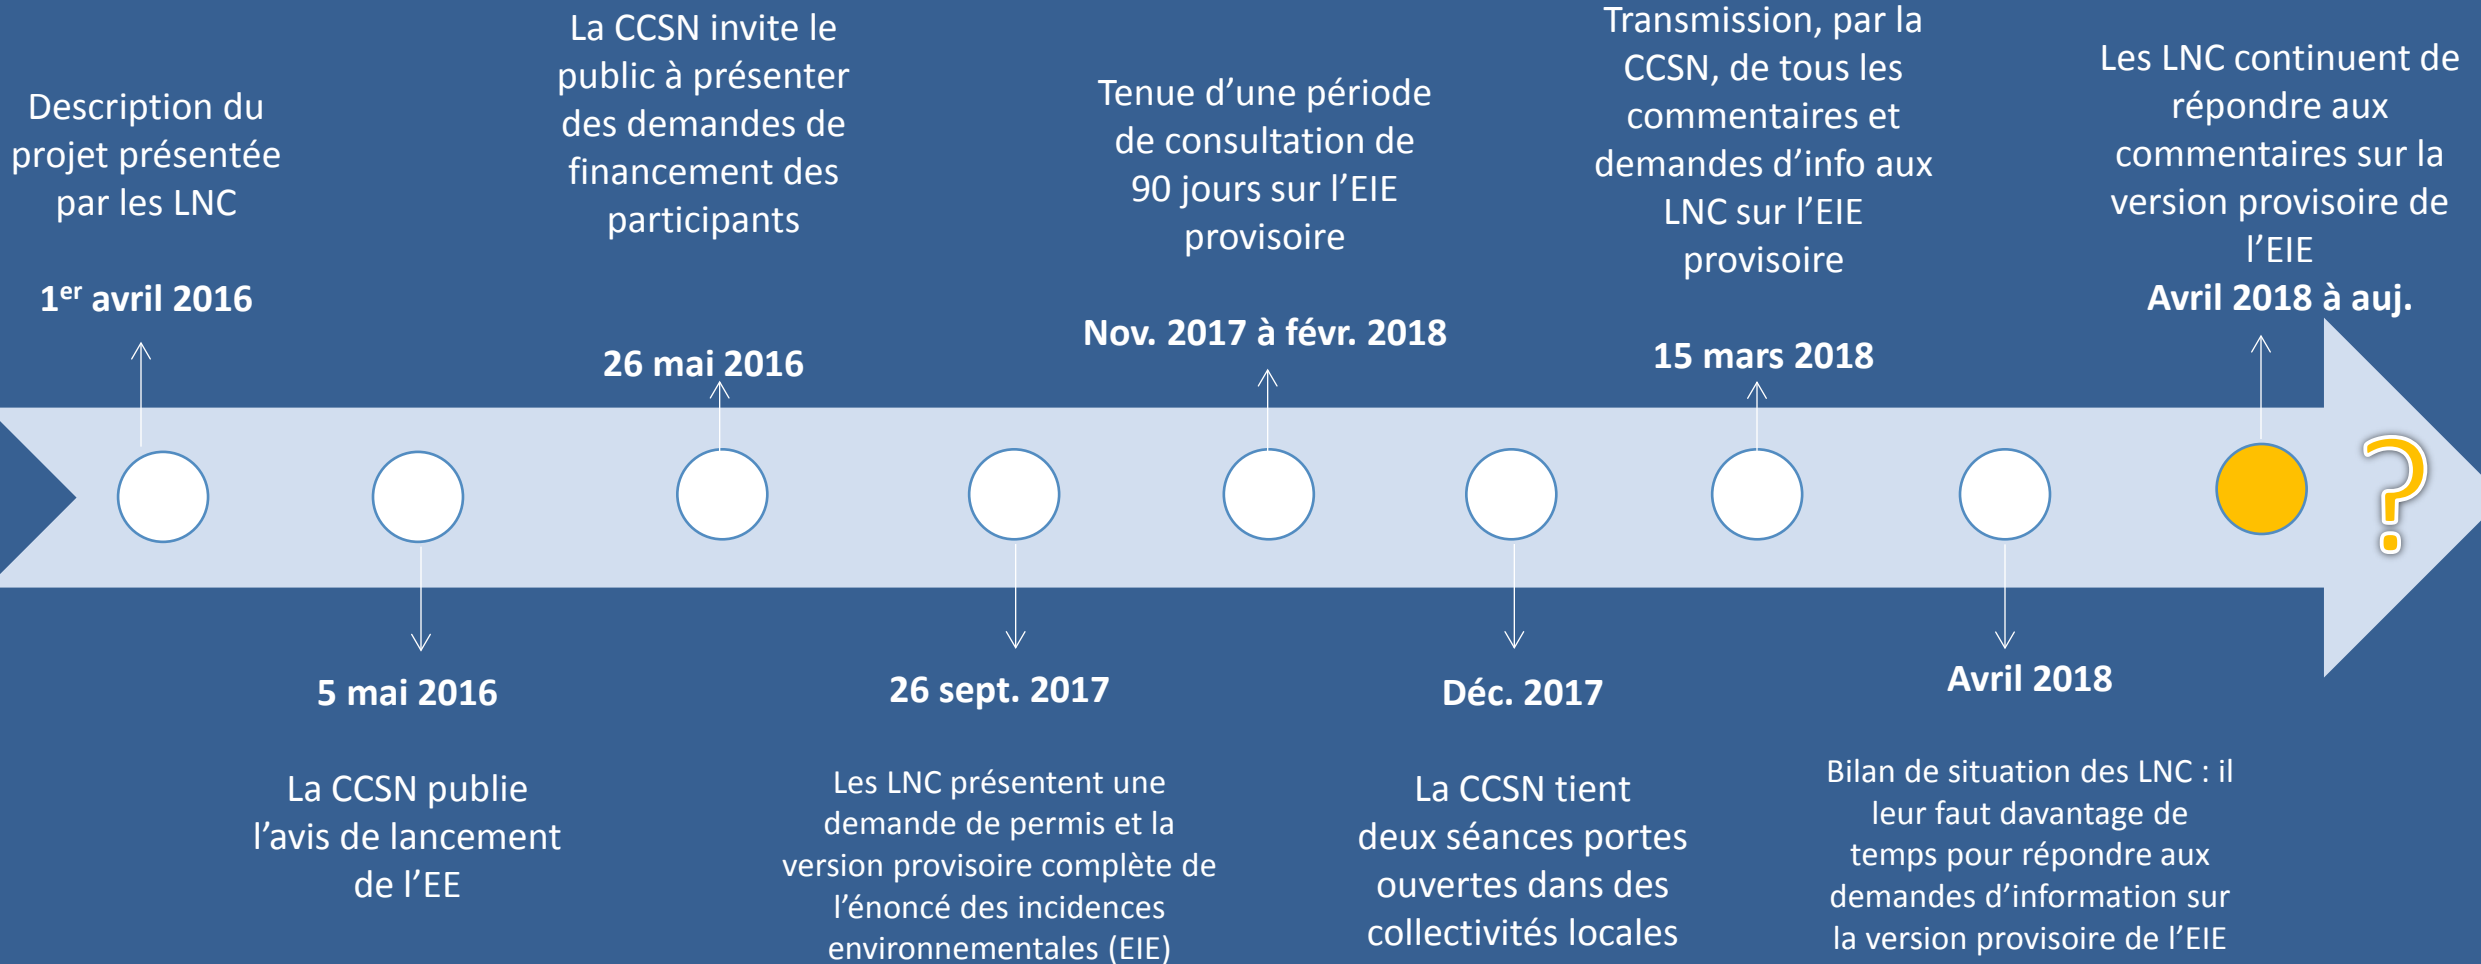 Description du
projet présentée
par les LNC
1er avril 2016
5 mai 2016
La CCSN publie
l’avis de lancement
de l’EE
La CCSN invite le
public à présenter
des demandes de
financement des
participants
26 mai 2016
26 sept. 2017
Les LNC présentent une
demande de permis et la
version provisoire complète de
l’énoncé des incidences
environnementales (EIE)
Tenue d’une période
de consultation de
90 jours sur l’EIE
provisoire
Nov. 2017 à févr. 2018
Déc. 2017
La CCSN tient
deux séances portes
ouvertes dans des
collectivités locales
Transmission, par la
CCSN, de tous les
commentaires et
demandes d’info aux
LNC sur l’EIE
provisoire
15 mars 2018
Avril 2018
Bilan de situation des LNC : il
leur faut davantage de
temps pour répondre aux
demandes d’information sur
la version provisoire de l’EIE
Les LNC continuent de
répondre aux
commentaires sur la
version provisoire de
l’EIE
Avril 2018 à auj.
?